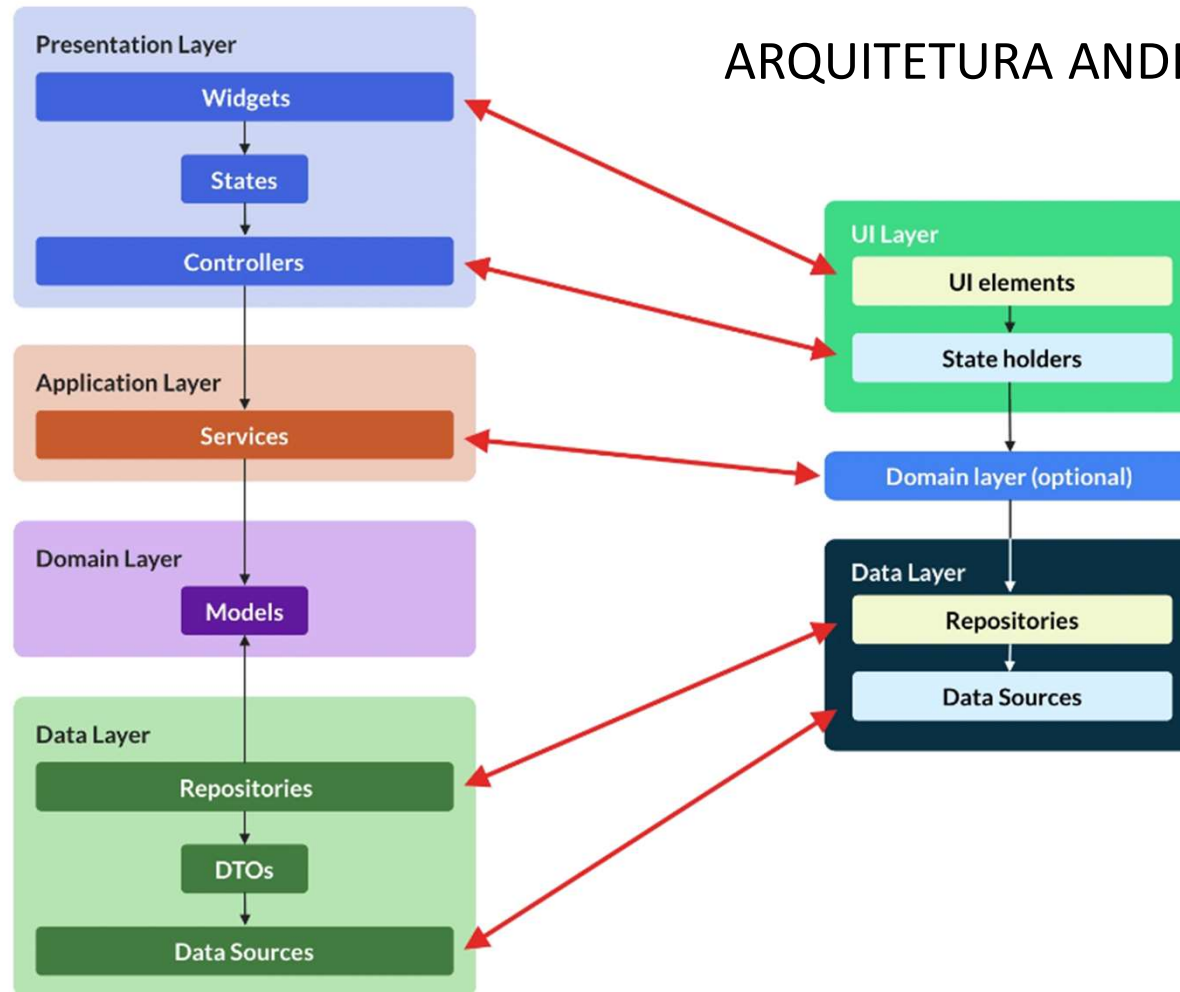 ARQUITETURA ANDI
Presentation Layer
Widgets
States
Controllers
Application Layer
Services
Domain Layer
Models
Data Layer
Repositories
DTOs
Data Sources
UI Layer
UI elements
State holders
Domain layer (optional)
Data Layer
Repositories
Data Sources